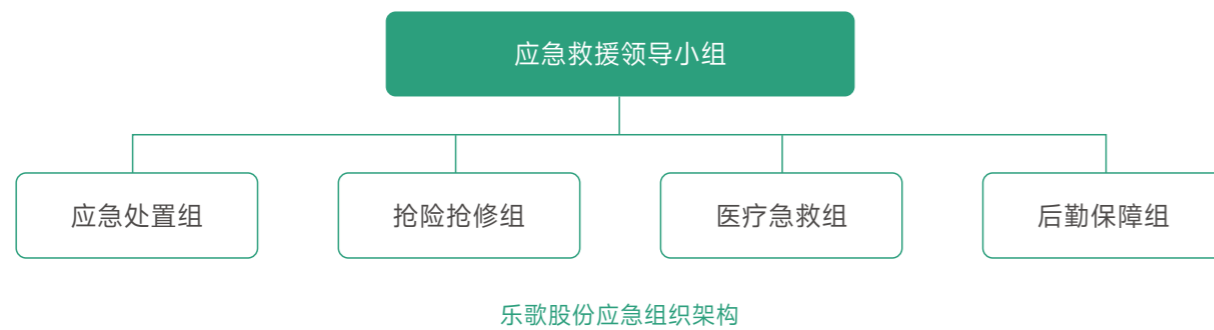 应急救援领导小组
应急处置组
抢险抢修组
医疗急救组
后勤保障组
乐歌股份应急组织架构